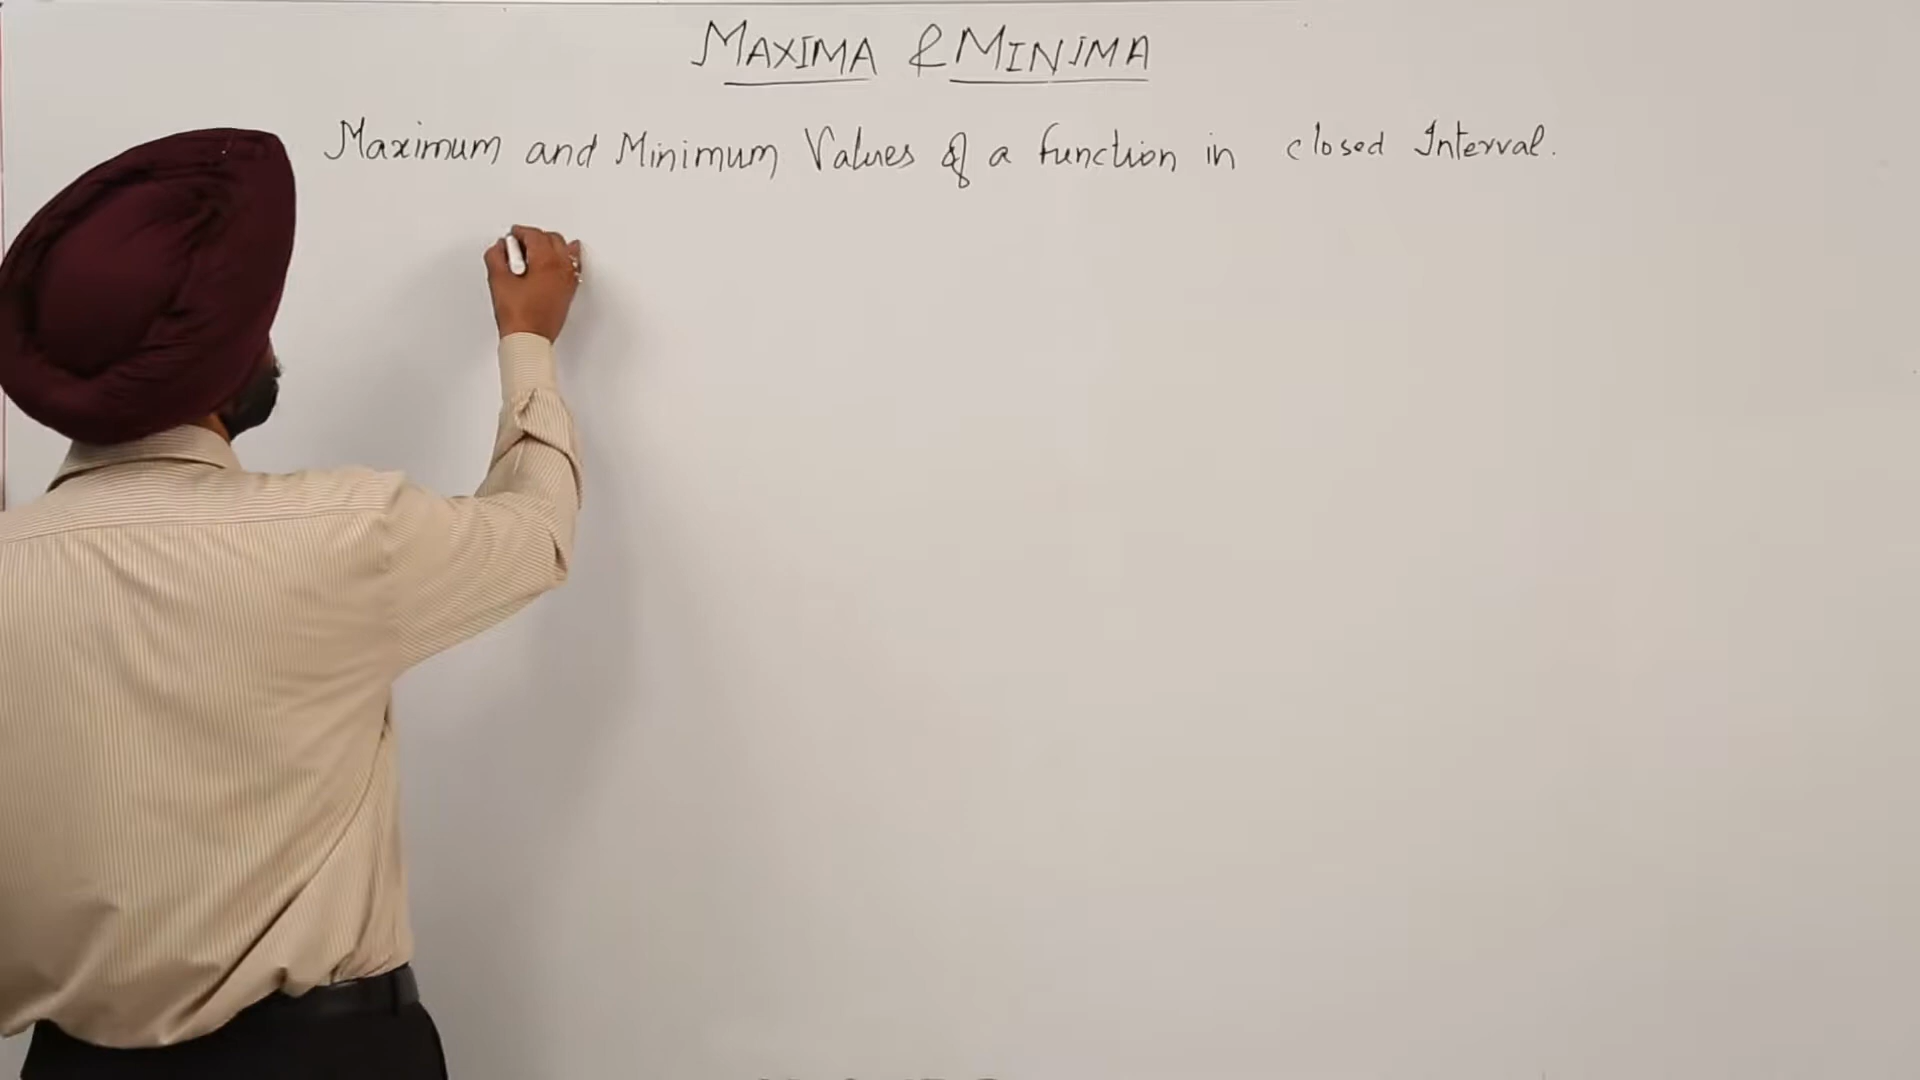 MAXIMA & MINIMA
Maximum and Minimum Values of a function in closed Interval.